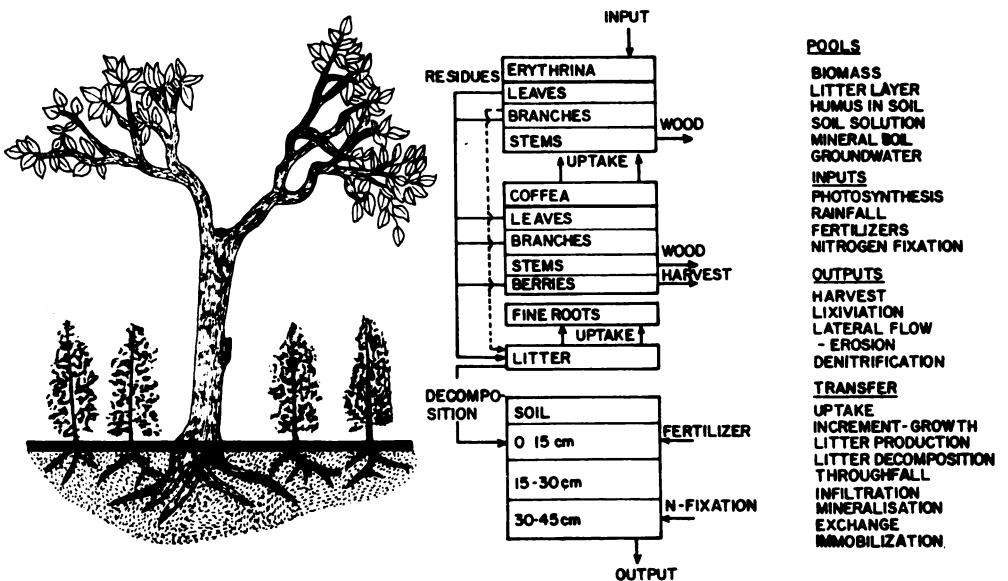 INPUT
RESIDUES
ERYTHRINA
LEAVES
BRANCHES
STEMS
WOOD
UPTAKE
COFFEA
LEAVES
BRANCHES
STEMS
BERRIES
WOOD
HARVEST
FINE ROOTS
UPTAKE
LITTER
DECOMPO-
SITION
SOIL
0 15 cm
15-30 cm
30-45cm
FERTILIZER
N-FIXATION
OUTPUT
POOLS
BIOMASS
LITTER LAYER
HUMUS IN SOIL
SOIL SOLUTION
MINERAL SOIL
GROUNDWATER
INPUTS
PHOTOSYNTHESIS
RAINFALL
FERTILIZERS
NITROGEN FIXATION
OUTPUTS
HARVEST
LIXIVIATION
LATERAL FLOW
- EROSION
DENITRIFICATION
TRANSFER
UPTAKE
INCREMENT-GROWTH
LITTER PRODUCTION
LITTER DECOMPOSITION
THROUGHFALL
INFILTRATION
MINERALISATION
EXCHANGE
IMMOBILIZATION.